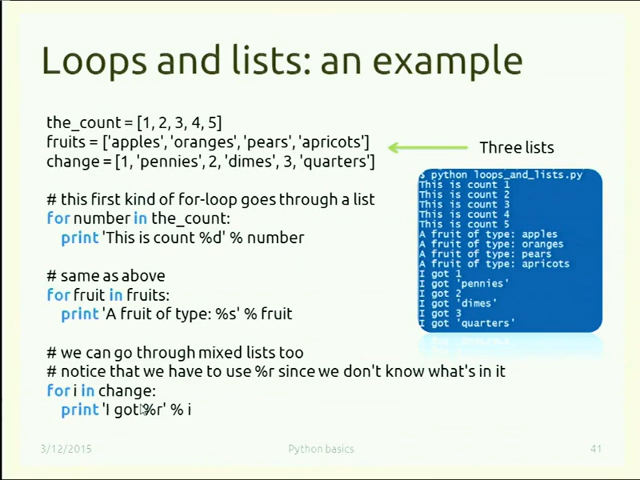 Loops and lists: an example
the_count = [1, 2, 3, 4, 5]
fruits = ['apples', 'oranges', 'pears', 'apricots']
change = [1, 'pennies', 2, 'dimes', 3, 'quarters']
Three lists
# this first kind of for-loop goes through a list
for number in the_count:
print 'This is count %d' % number
# same as above
for fruit in fruits:
print 'A fruit of type: %s' % fruit
# we can go through mixed lists too
# notice that we have to use %r since we don't know what's in it
for i in change:
print 'I got %r' % i
$ python loops_and_lists.py
This is count 1
This is count 2
This is count 3
This is count 4
This is count 5
A fruit of type: apples
A fruit of type: oranges
A fruit of type: pears
A fruit of type: apricots
I got 1
I got 'pennies'
I got 2
I got 'dimes'
I got 3
I got 'quarters'
3/12/2015
Python basics
41